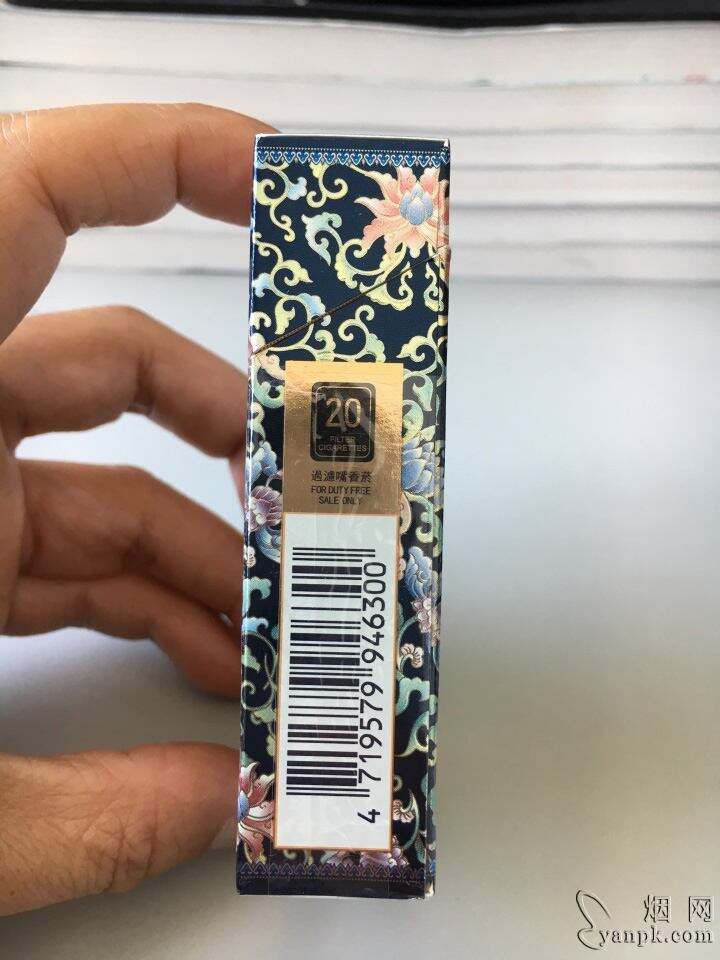 20
FILTER
CIGARETTES
過濾嘴香菸
FOR DUTY FREE
SALE ONLY
4 719579 946300
烟网
yanpk.com